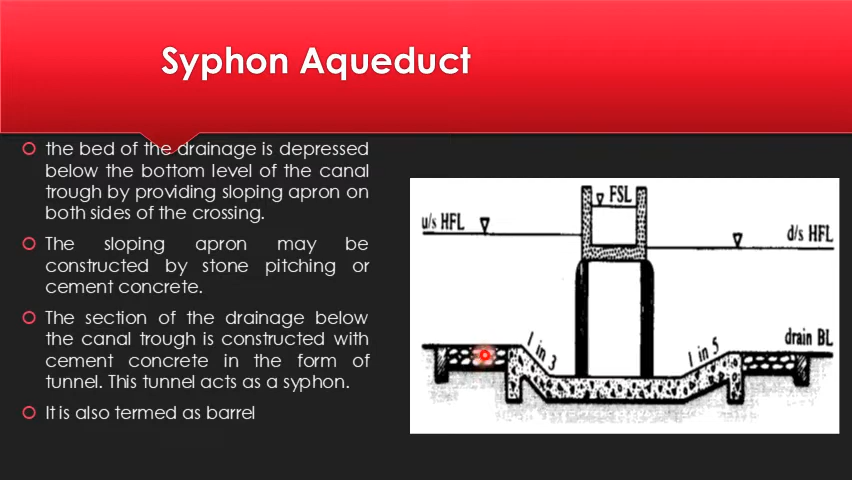 Syphon Aqueduct
the bed of the drainage is depressed
below the bottom level of the canal
trough by providing sloping apron on
both sides of the crossing.
The sloping apron may be
constructed by stone pitching or
cement concrete.
The section of the drainage below
the canal trough is constructed with
cement concrete in the form of
tunnel. This tunnel acts as a syphon.
It is also termed as barrel
FSL
u/s HFL
d/s HFL
drain BL
1 in 3
1 in 5